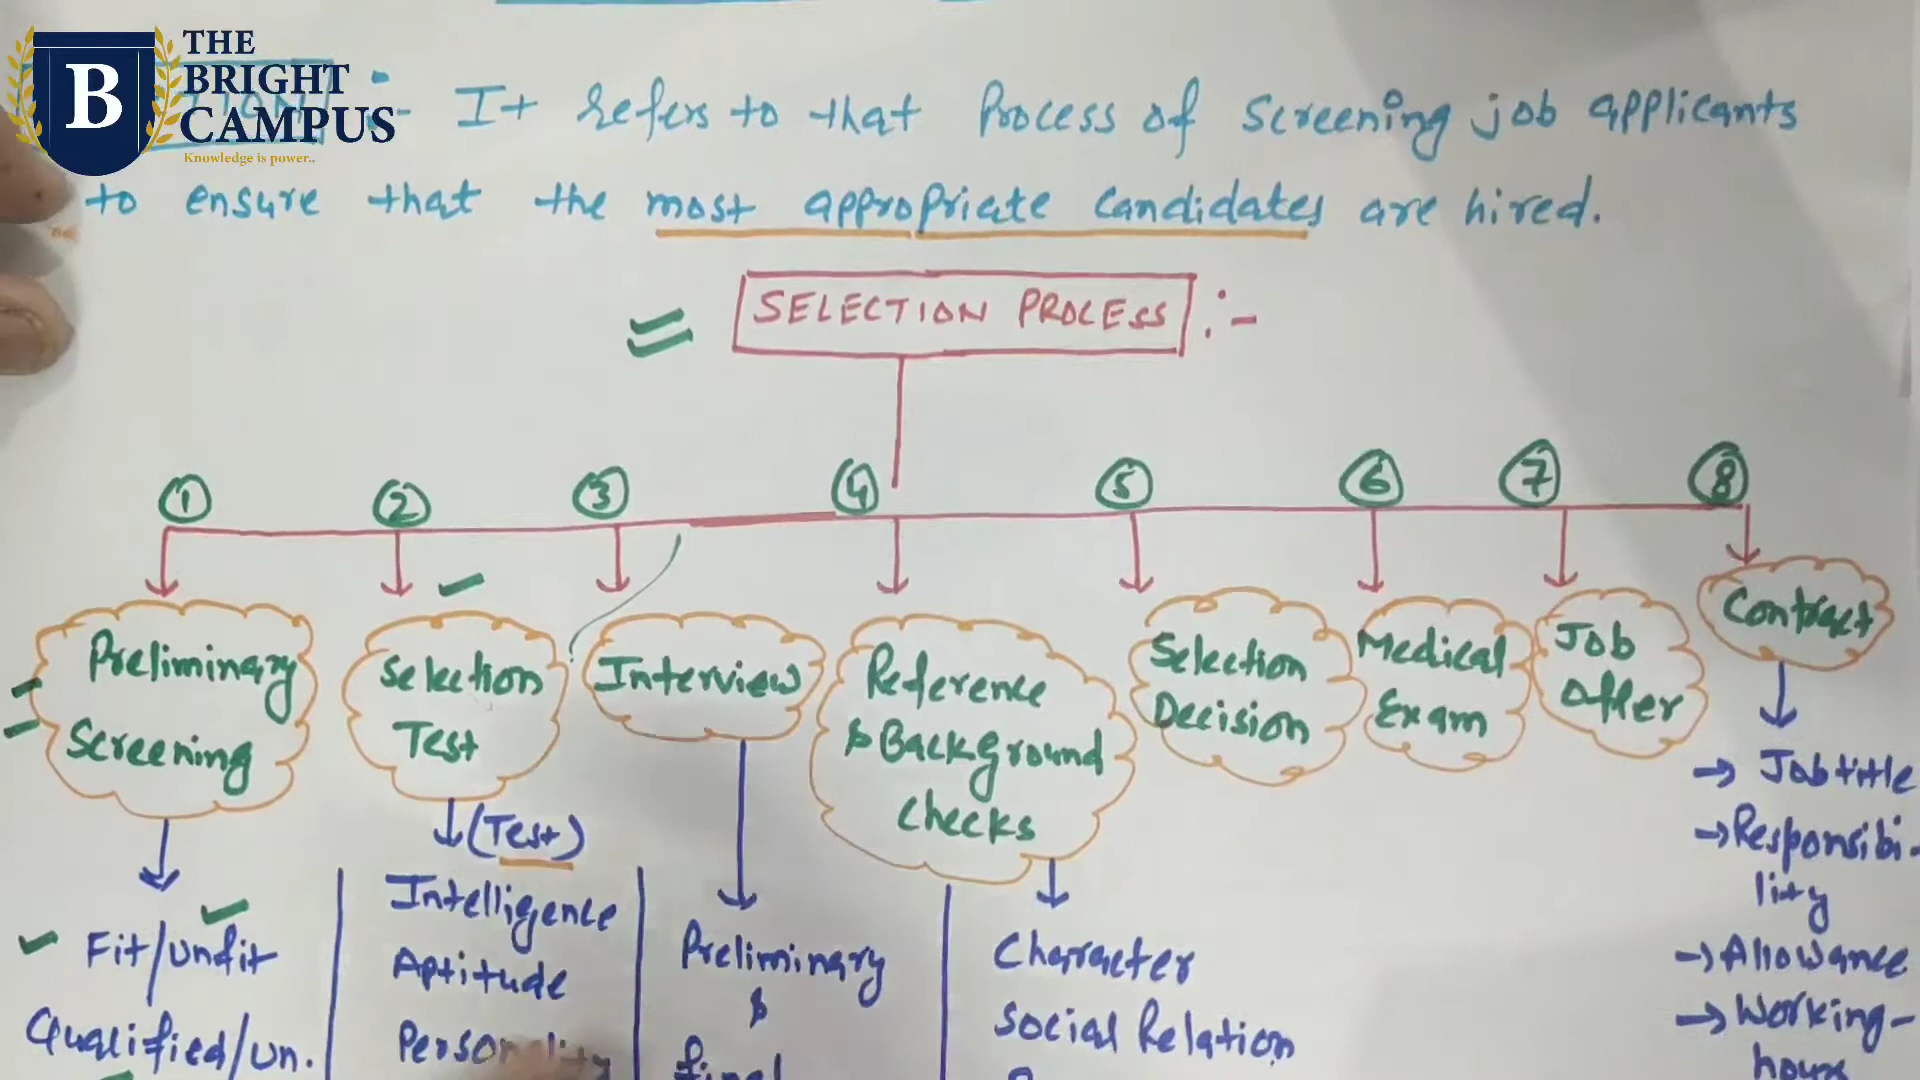 THE
BRIGHT
CAMPUS
Knowledge is power..
B
:- It refers to that Process of Screening job applicants
to ensure that the most appropriate candidates are hired.
SELECTION PROCESS :-
1 2 3 4 5 6 7 8
Preliminary
Screening
Selection
Test
Interview
Reference
& Background
Checks
Selection
Decision
Medical
Exam
Job
Offer
Contract
Fit/unfit
Qualified/un.
(Test)
Intelligence
Aptitude
Personality
Preliminary
&
final
Character
Social Relation
→ Job title
→ Responsibi-
lity
→ Allowance
→ Working-
hours